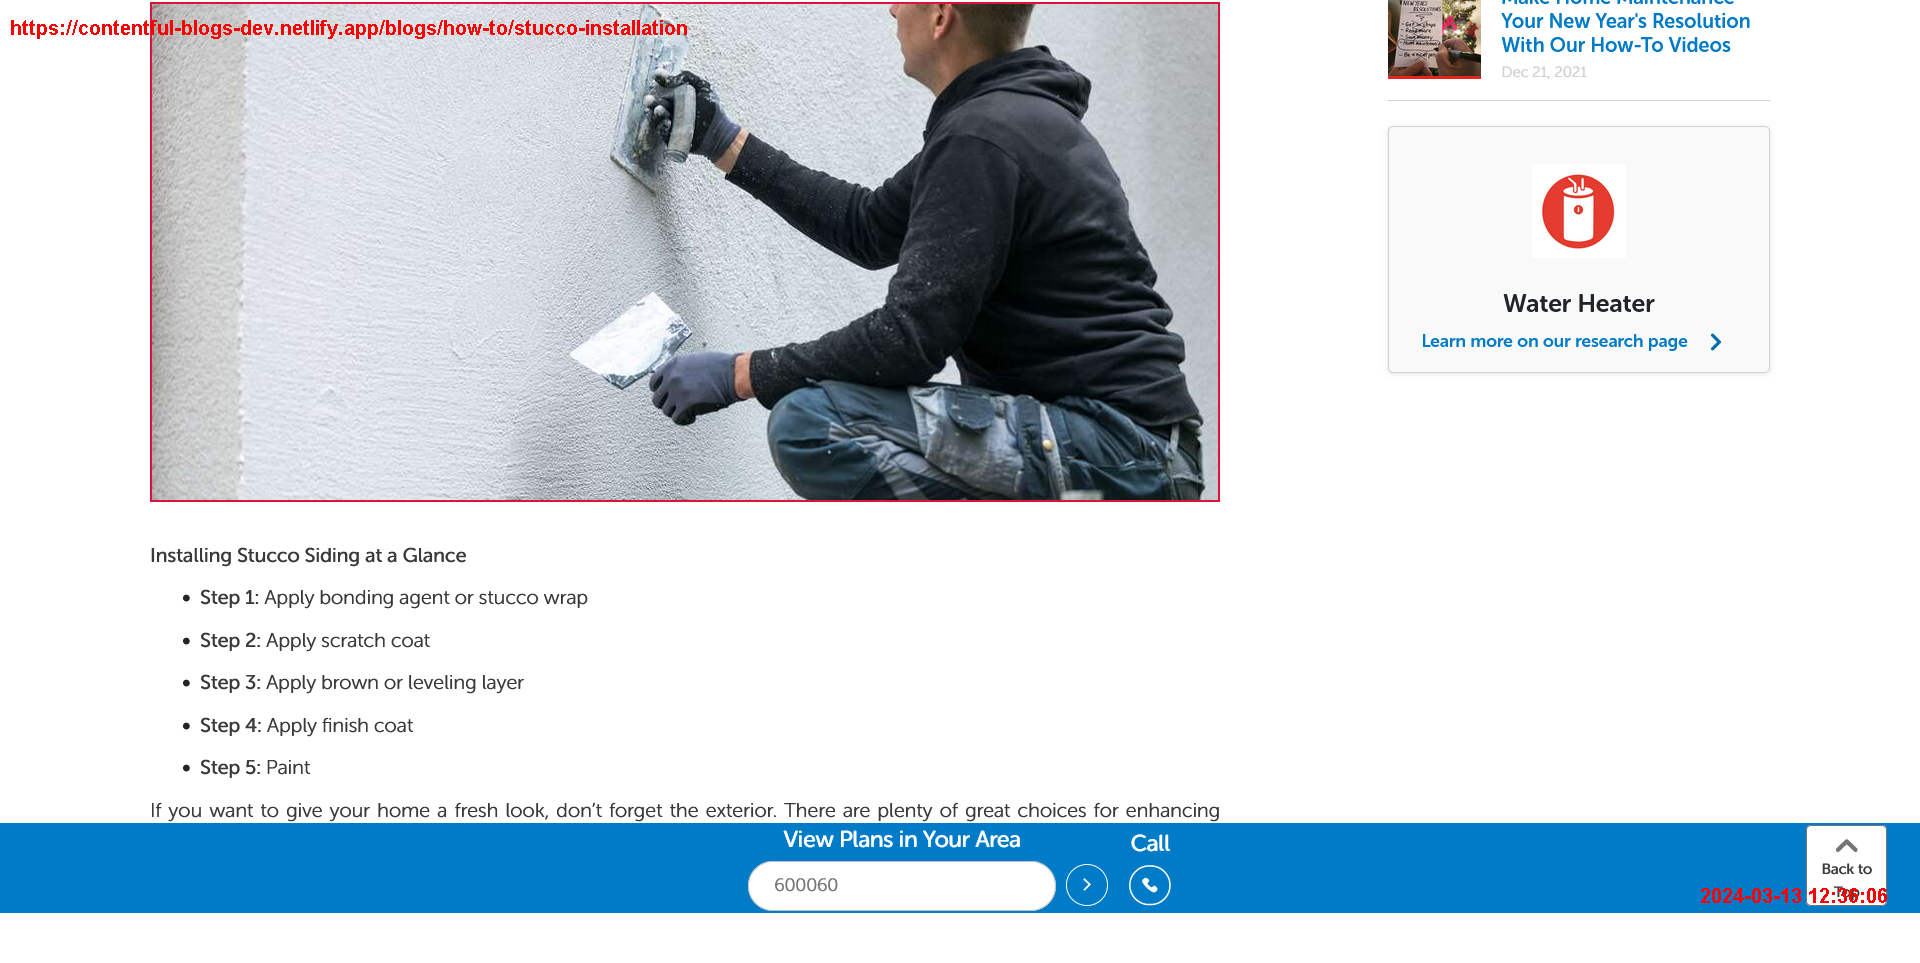 https://contentful-blogs-dev.netlify.app/blogs/how-to/stucco-installation
Make Home Maintenance
Your New Year's Resolution
With Our How-To Videos
Dec 21, 2021
Water Heater
Learn more on our research page
Installing Stucco Siding at a Glance
Step 1: Apply bonding agent or stucco wrap
Step 2: Apply scratch coat
Step 3: Apply brown or leveling layer
Step 4: Apply finish coat
Step 5: Paint
If you want to give your home a fresh look, don’t forget the exterior. There are plenty of great choices for enhancing
View Plans in Your Area
600060
Call
Back to
Top
2024-03-13 12:36:06